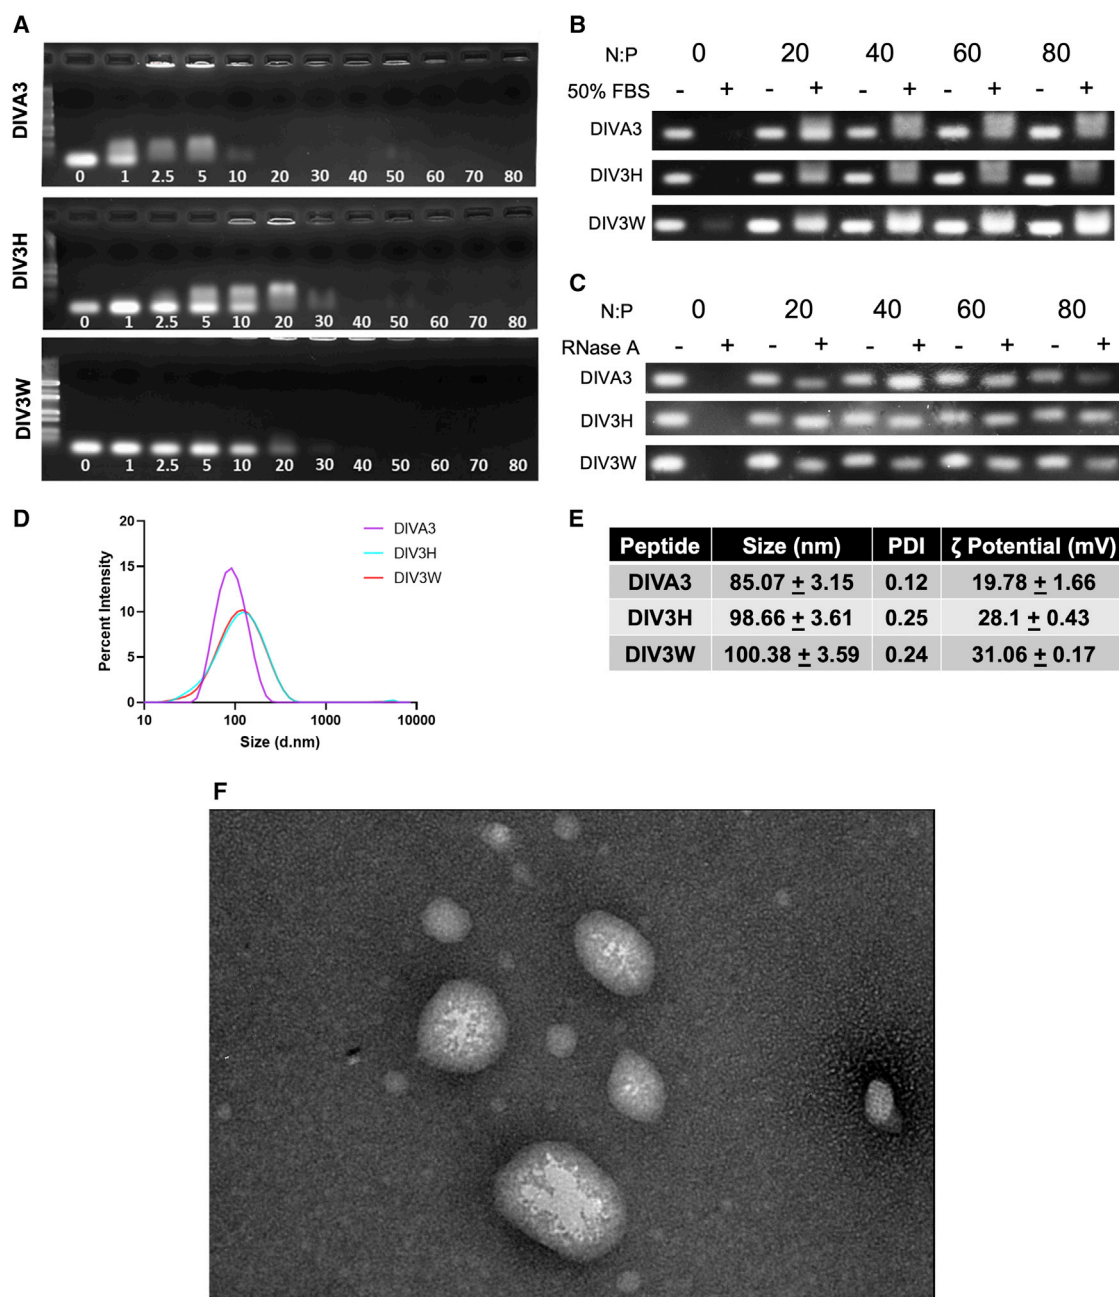 A
DIVA3
0 1 2.5 5 10 20 30 40 50 60 70 80
DIV3H
0 1 2.5 5 10 20 30 40 50 60 70 80
DIV3W
0 1 2.5 5 10 20 30 40 50 60 70 80
B
N:P 0 20 40 60 80
50% FBS - + - + - + - + - +
DIVA3
DIV3H
DIV3W
C
N:P 0 20 40 60 80
RNase A - + - + - + - + - +
DIVA3
DIV3H
DIV3W
D
20
15
10
5
0
Percent Intensity
10 100 1000 10000
Size (d.nm)
DIVA3
DIV3H
DIV3W
E
Peptide Size (nm) PDI ζ Potential (mV)
DIVA3 85.07 ± 3.15 0.12 19.78 ± 1.66
DIV3H 98.66 ± 3.61 0.25 28.1 ± 0.43
DIV3W 100.38 ± 3.59 0.24 31.06 ± 0.17
F